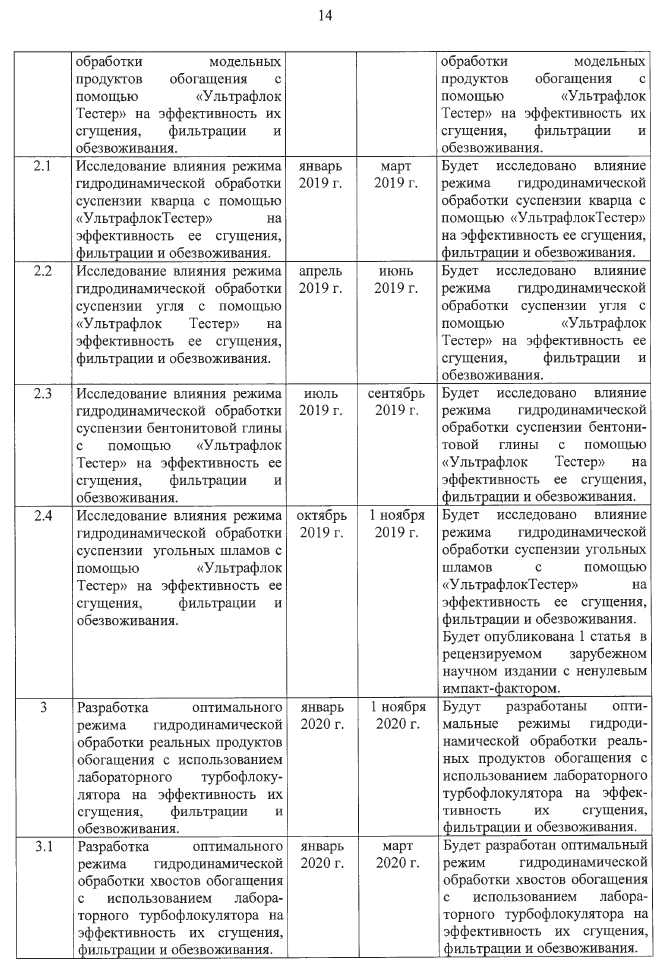 14
обработки модельных
продуктов обогащения с
помощью «Ультрафлок
Тестер» на эффективность их
сгущения, фильтрации и
обезвоживания.
обработки модельных
продуктов обогащения с
помощью «Ультрафлок
Тестер» на эффективность их
сгущения, фильтрации и
обезвоживания.
2.1
Исследование влияния режима
гидродинамической обработки
суспензии кварца с помощью
«УльтрафлокТестер» на
эффективность ее сгущения,
фильтрации и обезвоживания.
январь
2019 г.
март
2019 г.
Будет исследовано влияние
режима гидродинамической
обработки суспензии кварца с
помощью «УльтрафлокТестер»
на эффективность ее сгущения,
фильтрации и обезвоживания.
2.2
Исследование влияния режима
гидродинамической обработки
суспензии угля с помощью
«Ультрафлок Тестер» на
эффективность ее сгущения,
фильтрации и обезвоживания.
апрель
2019 г.
июнь
2019 г.
Будет исследовано влияние
режима гидродинамической
обработки суспензии угля с
помощью «Ультрафлок
Тестер» на эффективность ее
сгущения, фильтрации и
обезвоживания.
2.3
Исследование влияния режима
гидродинамической обработки
суспензии бентонитовой глины
с помощью «Ультрафлок
Тестер» на эффективность ее
сгущения, фильтрации и
обезвоживания.
июль
2019 г.
сентябрь
2019 г.
Будет исследовано влияние
режима гидродинамической
обработки суспензии бентони-
товой глины с помощью
«Ультрафлок Тестер» на
эффективность ее сгущения,
фильтрации и обезвоживания.
2.4
Исследование влияния режима
гидродинамической обработки
суспензии угольных шламов с
помощью «Ультрафлок
Тестер» на эффективность ее
сгущения, фильтрации и
обезвоживания.
октябрь
2019 г.
1 ноября
2019 г.
Будет исследовано влияние
режима гидродинамической
обработки суспензии угольных
шламов с помощью
«УльтрафлокТестер» на
эффективность ее сгущения,
фильтрации и обезвоживания.
Будет опубликована 1 статья в
рецензируемом зарубежном
научном издании с ненулевым
импакт-фактором.
3
Разработка оптимального
режима гидродинамической
обработки реальных продуктов
обогащения с использованием
лабораторного турбофлоку-
лятора на эффективность их
сгущения, фильтрации и
обезвоживания.
январь
2020 г.
1 ноября
2020 г.
Будут разработаны опти-
мальные режимы гидроди-
намической обработки реаль-
ных продуктов обогащения с
использованием лабораторного
турбофлокулятора на эффек-
тивность их сгущения,
фильтрации и обезвоживания.
3.1
Разработка оптимального
режима гидродинамической
обработки хвостов обогащения
с использованием лабора-
торного турбофлокулятора на
эффективность их сгущения,
фильтрации и обезвоживания.
январь
2020 г.
март
2020 г.
Будет разработан оптимальный
режим гидродинамической
обработки хвостов обогащения
с использованием лабора-
торного турбофлокулятора на
эффективность их сгущения,
фильтрации и обезвоживания.